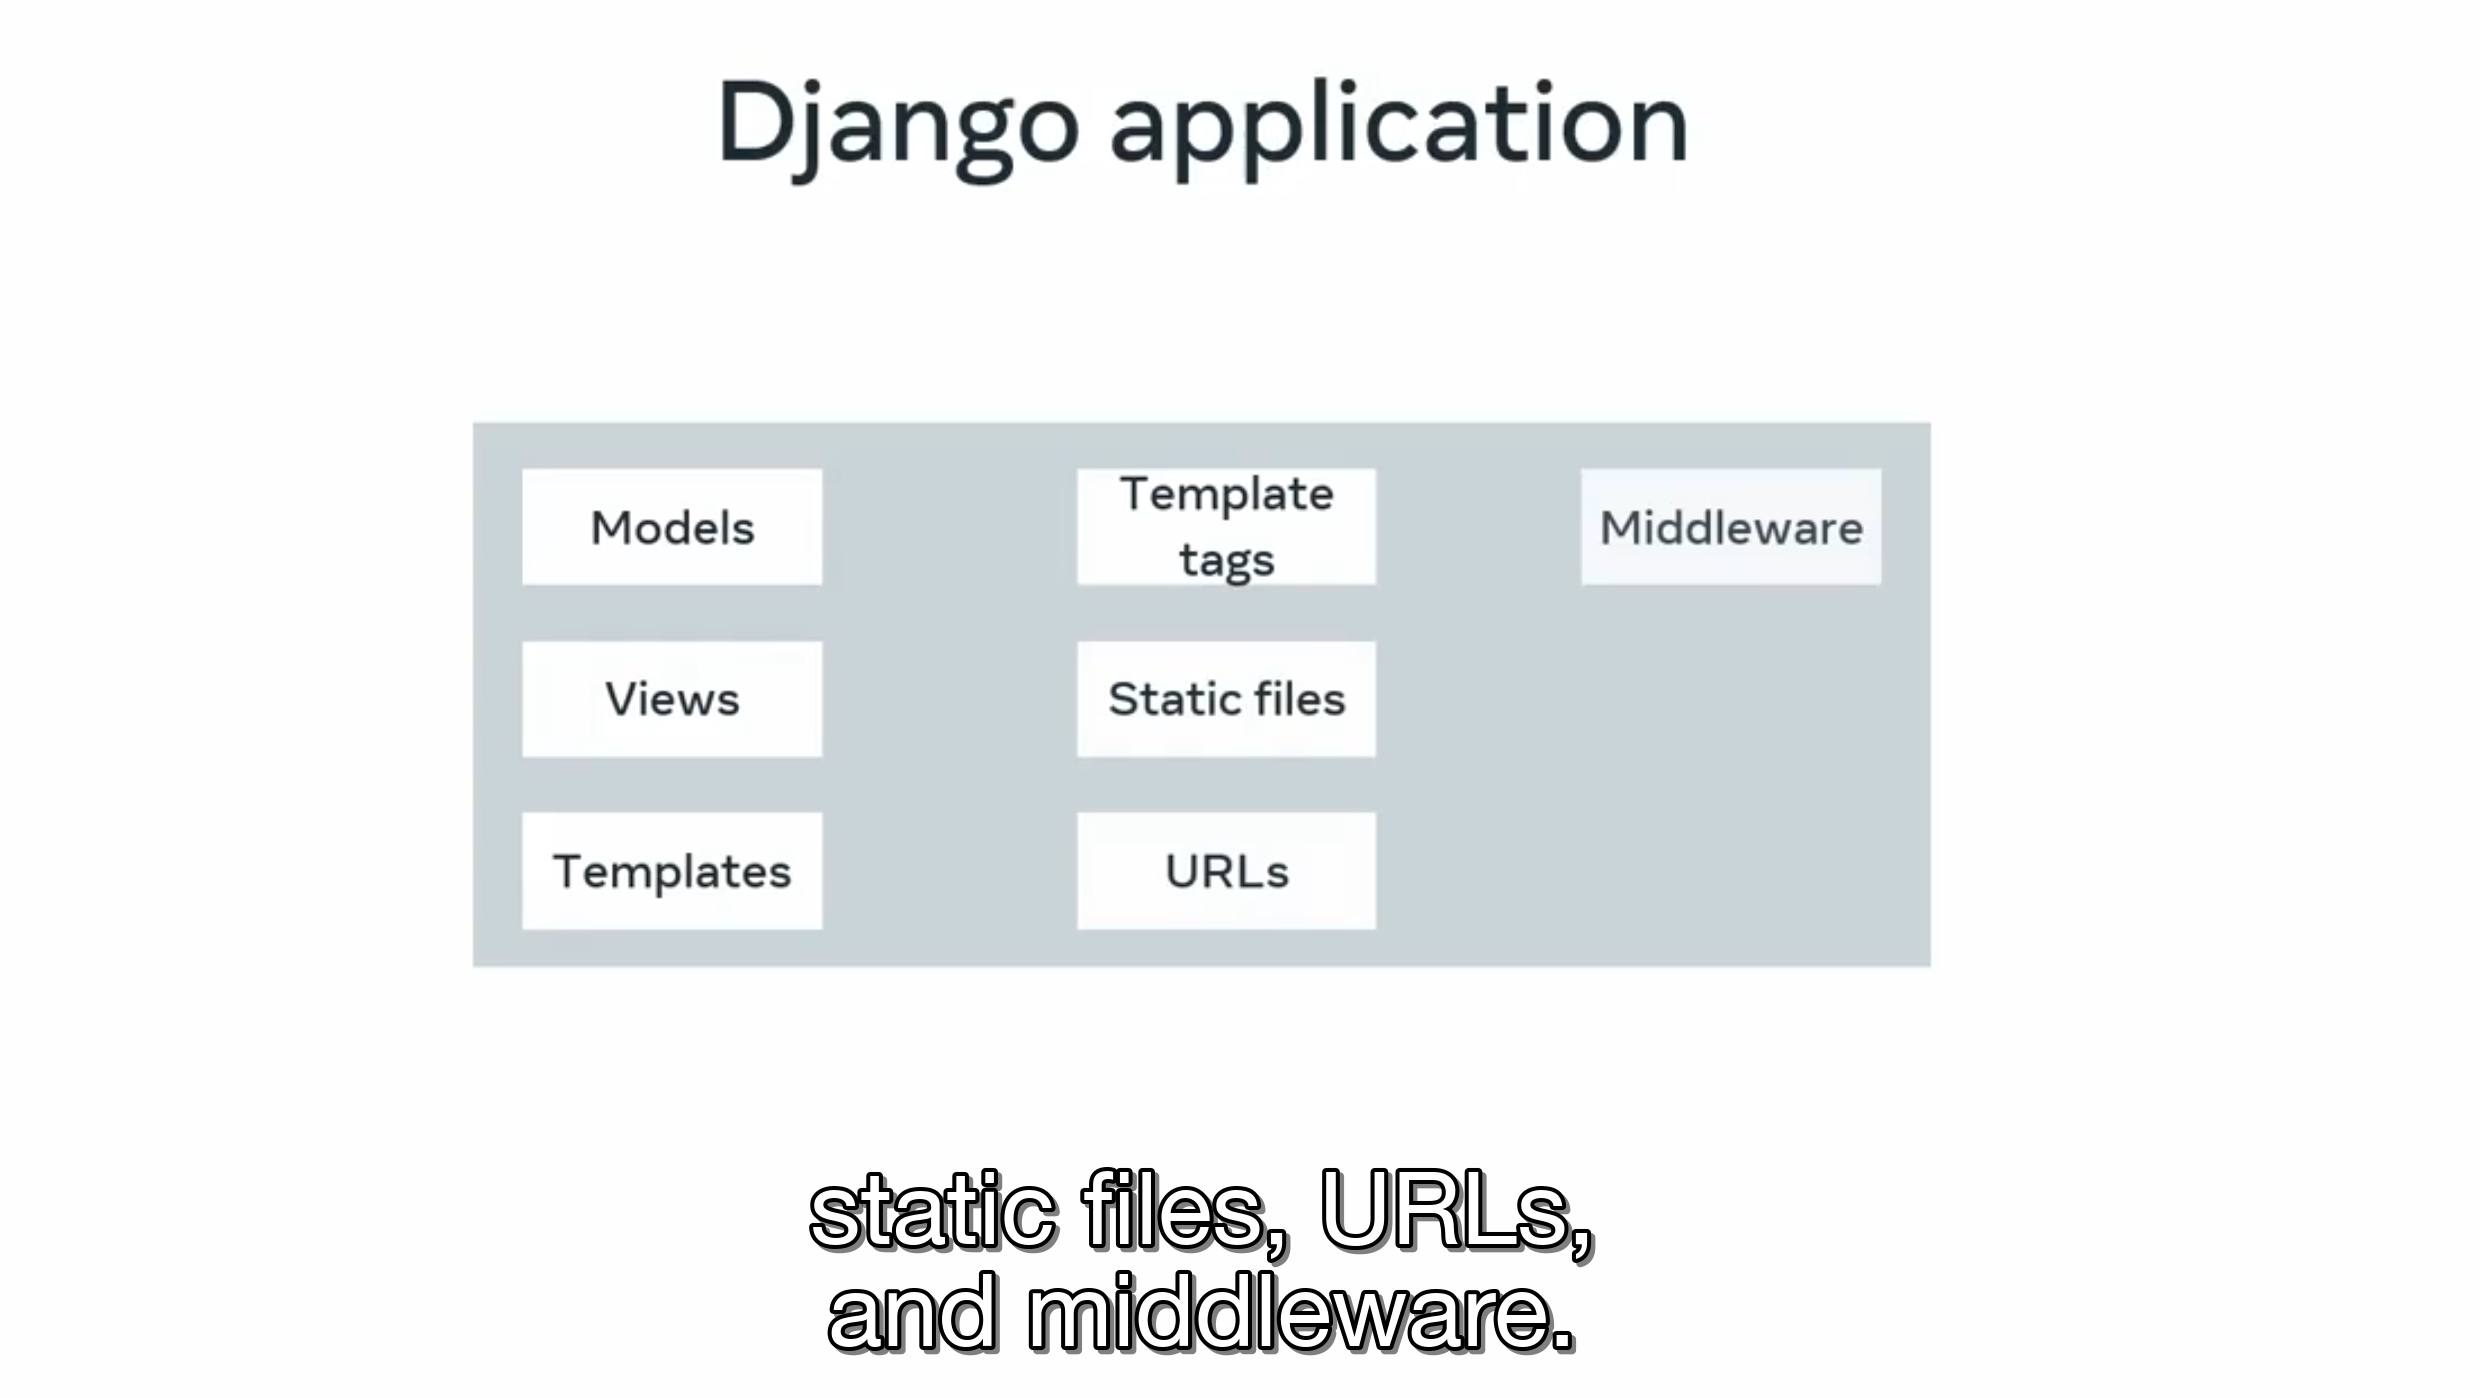 Django application
Models
Template
tags
Middleware
Views
Static files
Templates
URLs
static files, URLs,
and middleware.